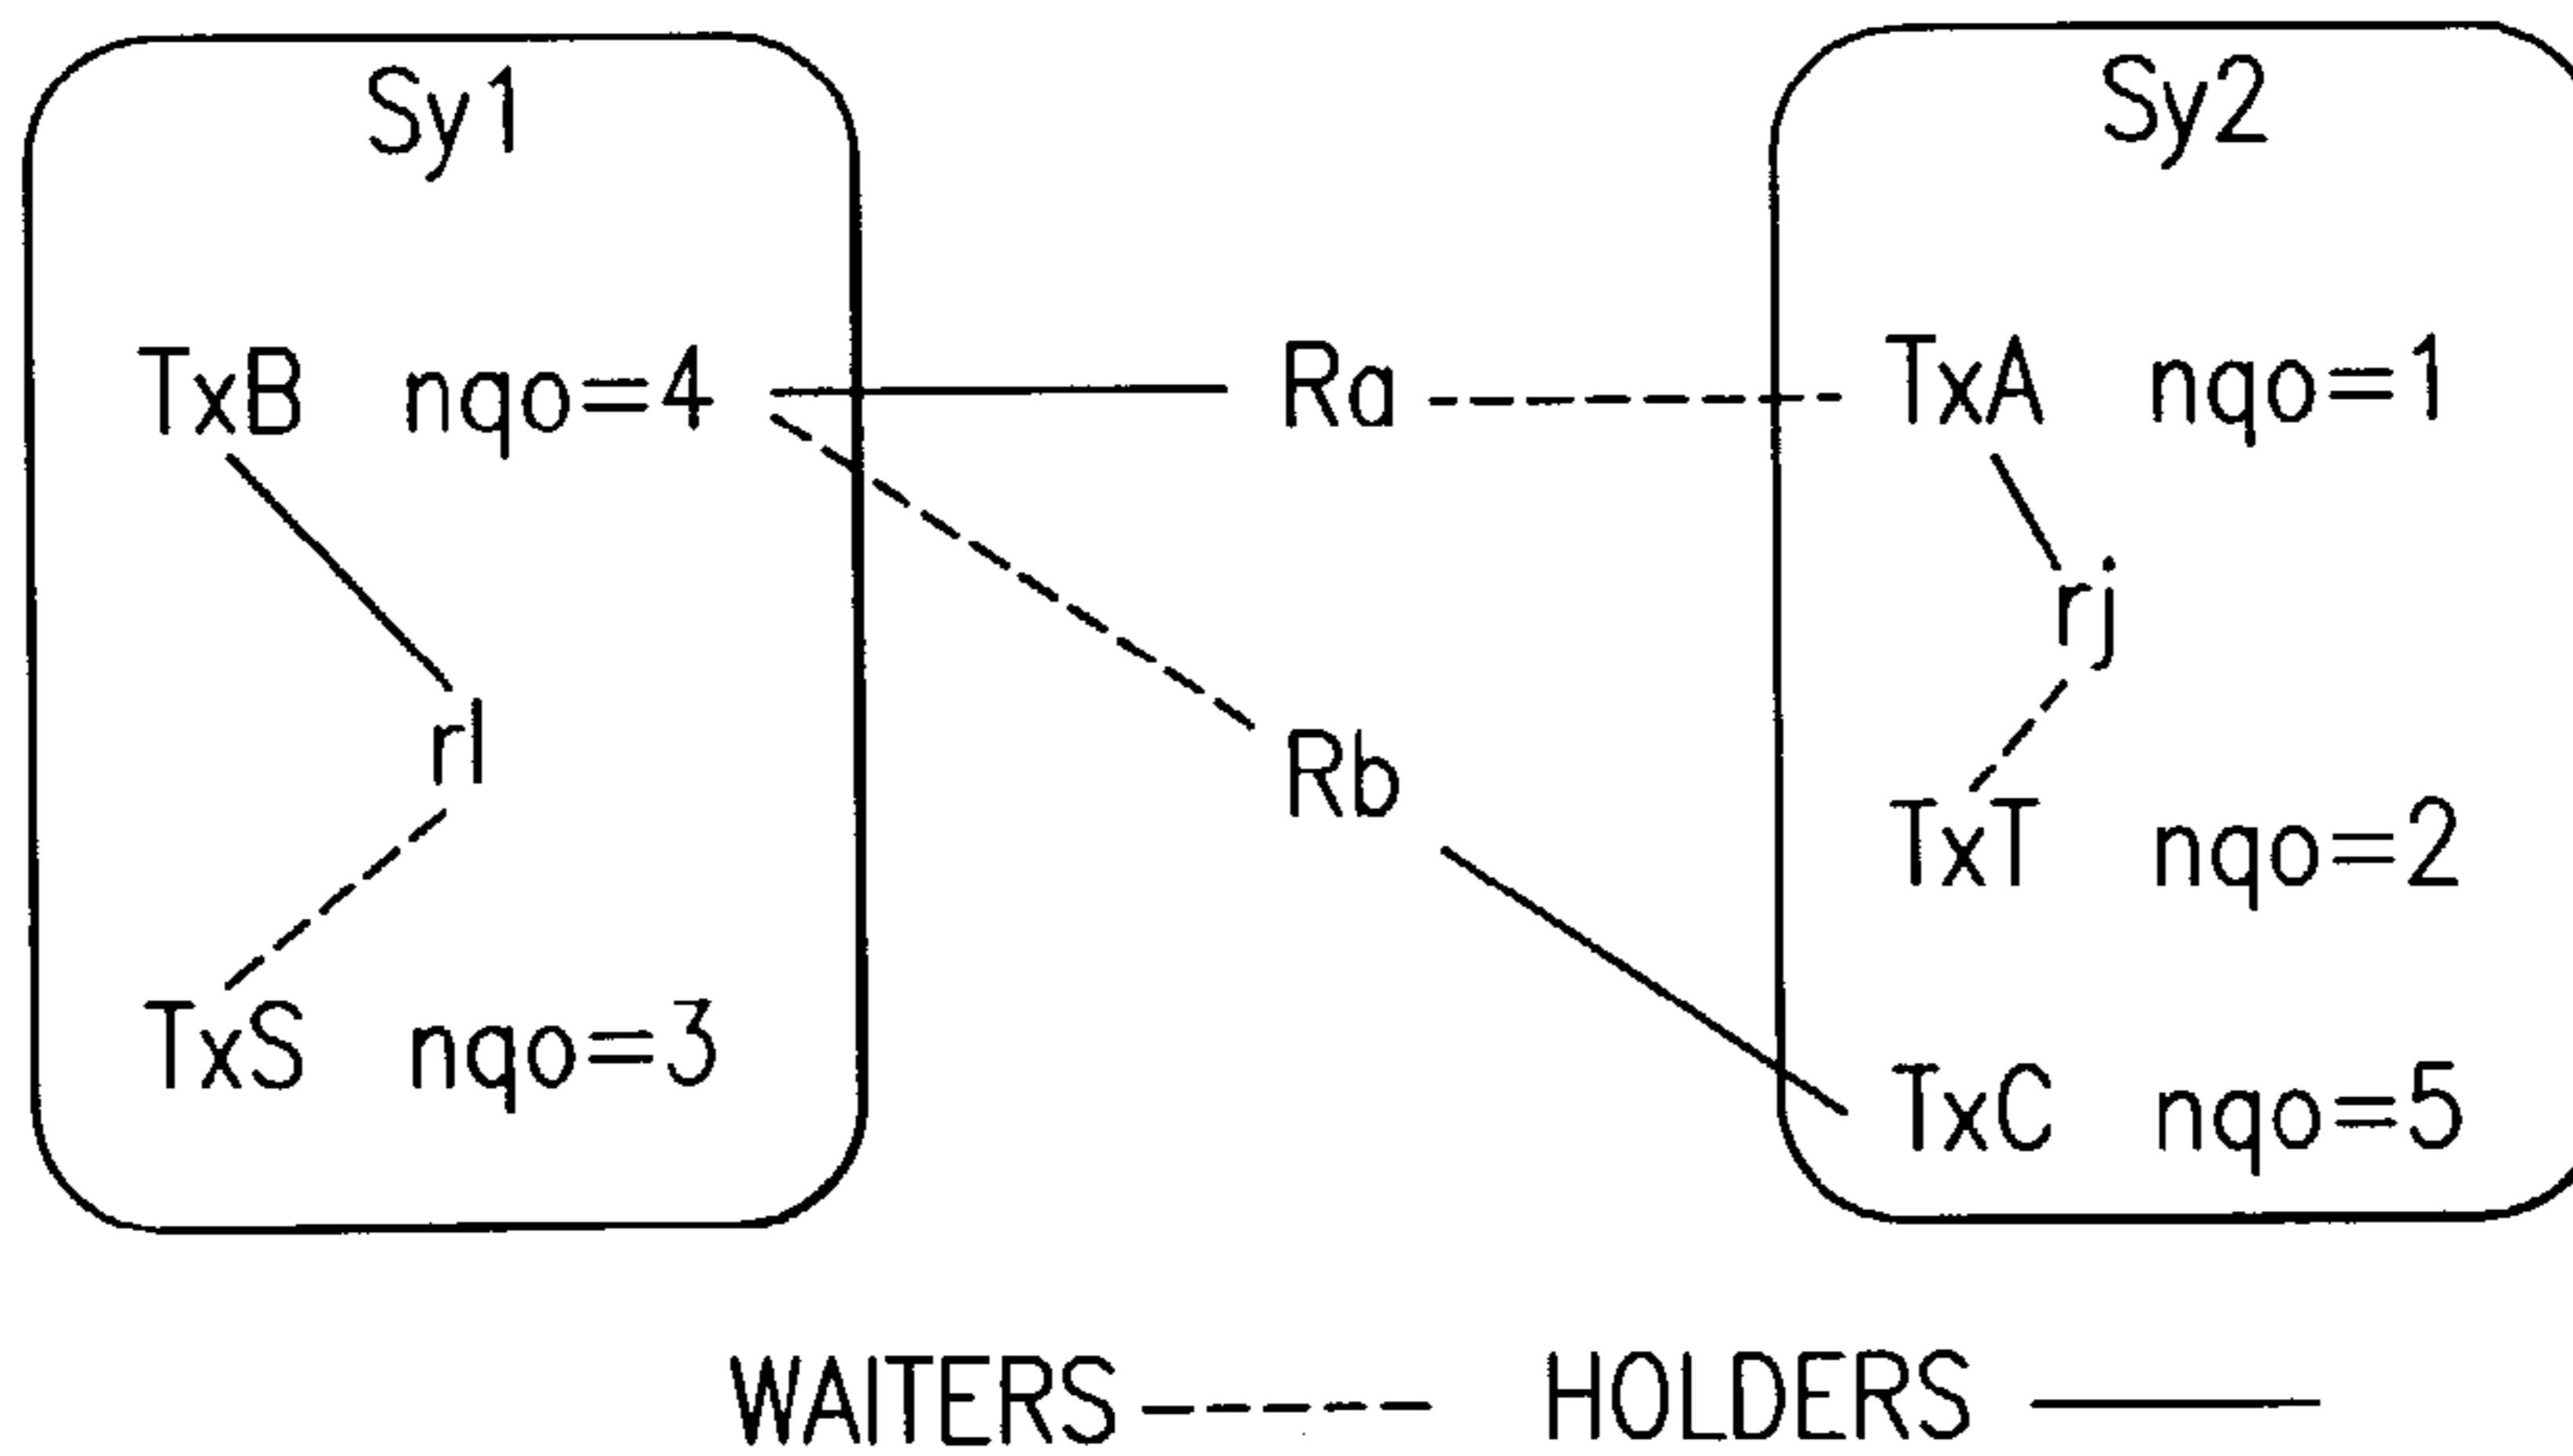 Sy1
Sy2
TxB nqo=4
Ra
TxA nqo=1
rj
rl
Rb
TxT nqo=2
TxS nqo=3
TxC nqo=5
WAITERS HOLDERS